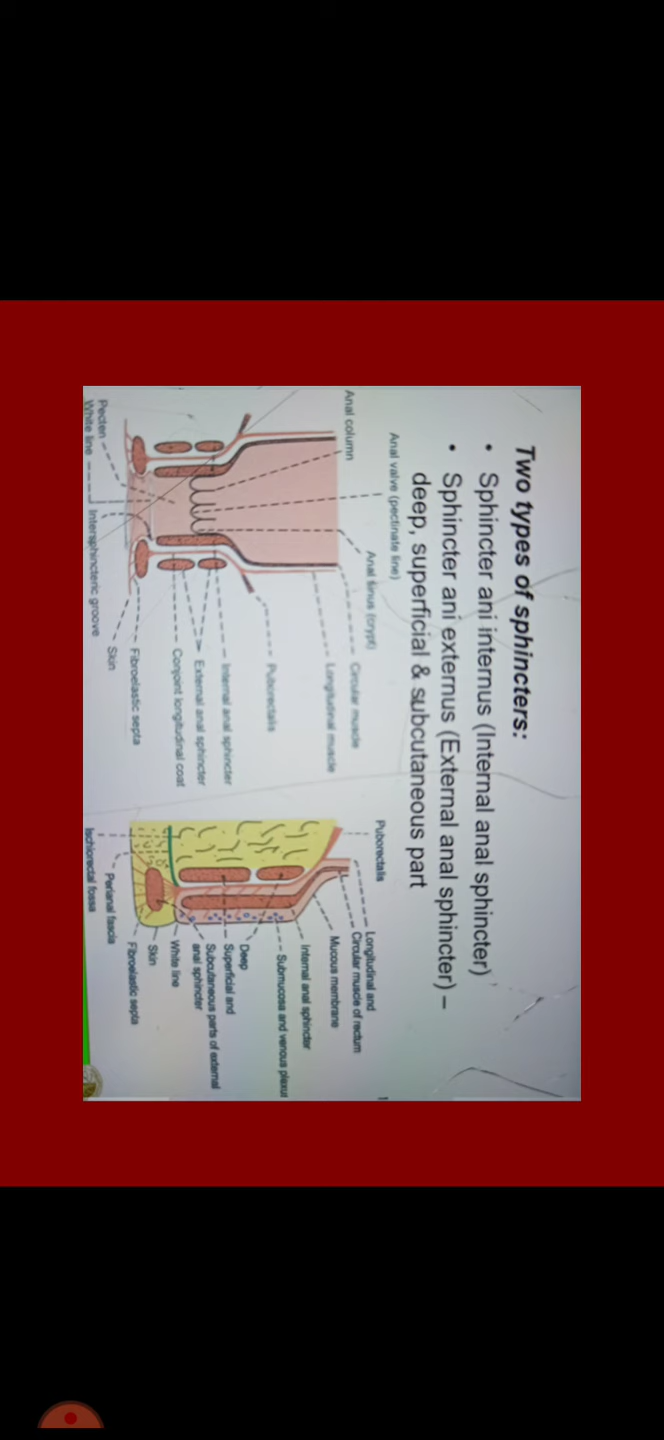 Two types of sphincters:
• Sphincter ani internus (Internal anal sphincter)
• Sphincter ani externus (External anal sphincter) –
deep, superficial & subcutaneous part
Anal valve (pectinate line)
Anal column
Anal sinus (crypt)
Circular muscle
Longitudinal muscle
Puborectalis
Internal anal sphincter
External anal sphincter
Conjoint longitudinal coat
Fibroelastic septa
Skin
Pecten
White line
Intersphincteric groove
Puborectalis
Longitudinal and
Circular muscle of rectum
Mucous membrane
Internal anal sphincter
Submucosa and venous plexus
Deep
Superficial and
Subcutaneous parts of external
anal sphincter
White line
Skin
Fibroelastic septa
Perianal fascia
Ischiorectal fossa